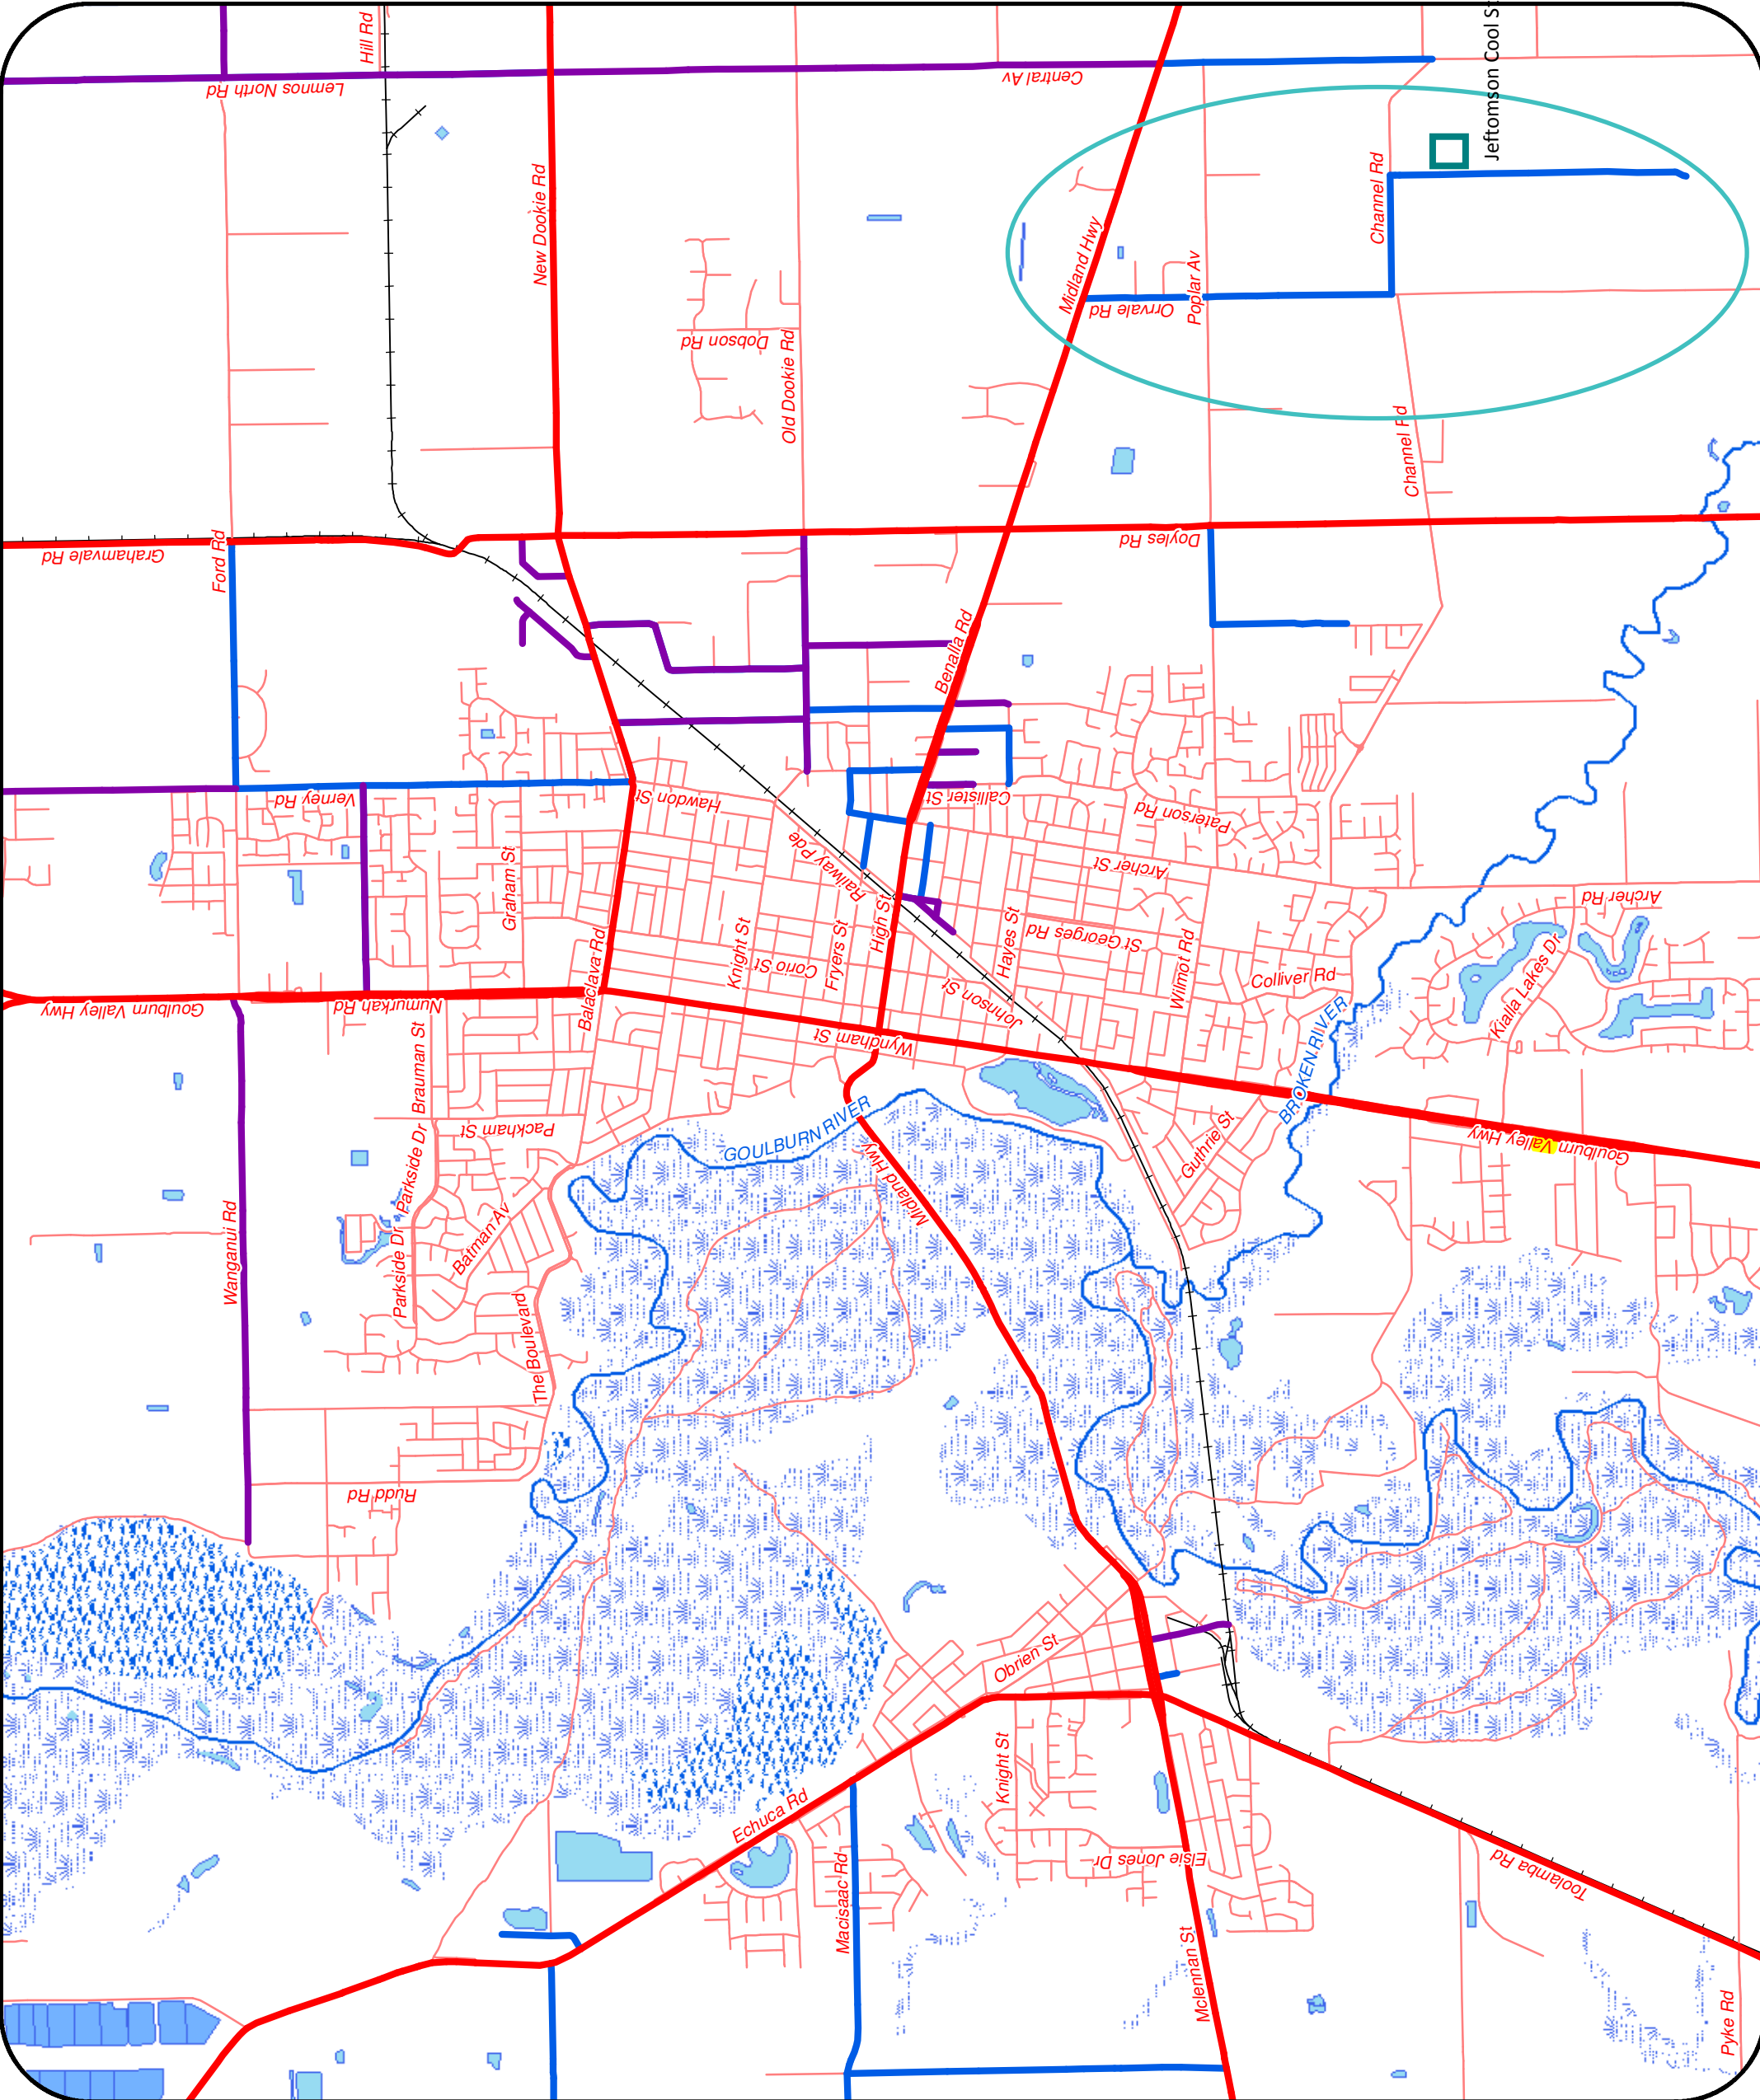 Hill Rd
Jeftomson Cool St
Lemnos North Rd
Central Av
New Dookie Rd
Channel Rd
Midland Hwy
Poplar Av
Orrvale Rd
Dobson Rd
Old Dookie Rd
Channel Rd
Grahamvale Rd
Ford Rd
Doyles Rd
Benalla Rd
Verney Rd
Hawdon St
Callister St
Paterson Rd
Railway Pde
Archer St
Graham St
Archer Rd
High St
Knight St
Corio St
Fryers St
Hayes St
St Georges Rd
Wilmot Rd
Colliver Rd
Kialla Lakes Dr
Balaclava Rd
Goulburn Valley Hwy
Numurkah Rd
Johnson St
Wyndham St
BROKEN RIVER
Brauman St
GOULBURN RIVER
Packham St
Guthrie St
Goulburn Valley Hwy
Parkside Dr
Midland Hwy
Wanganui Rd
Parkside Dr
Batman Av
The Boulevard
Rudd Rd
Obrien St
Knight St
Echuca Rd
Elsie Jones Dr
Macisaac Rd
Toolamba Rd
Mclennan St
Pyke Rd